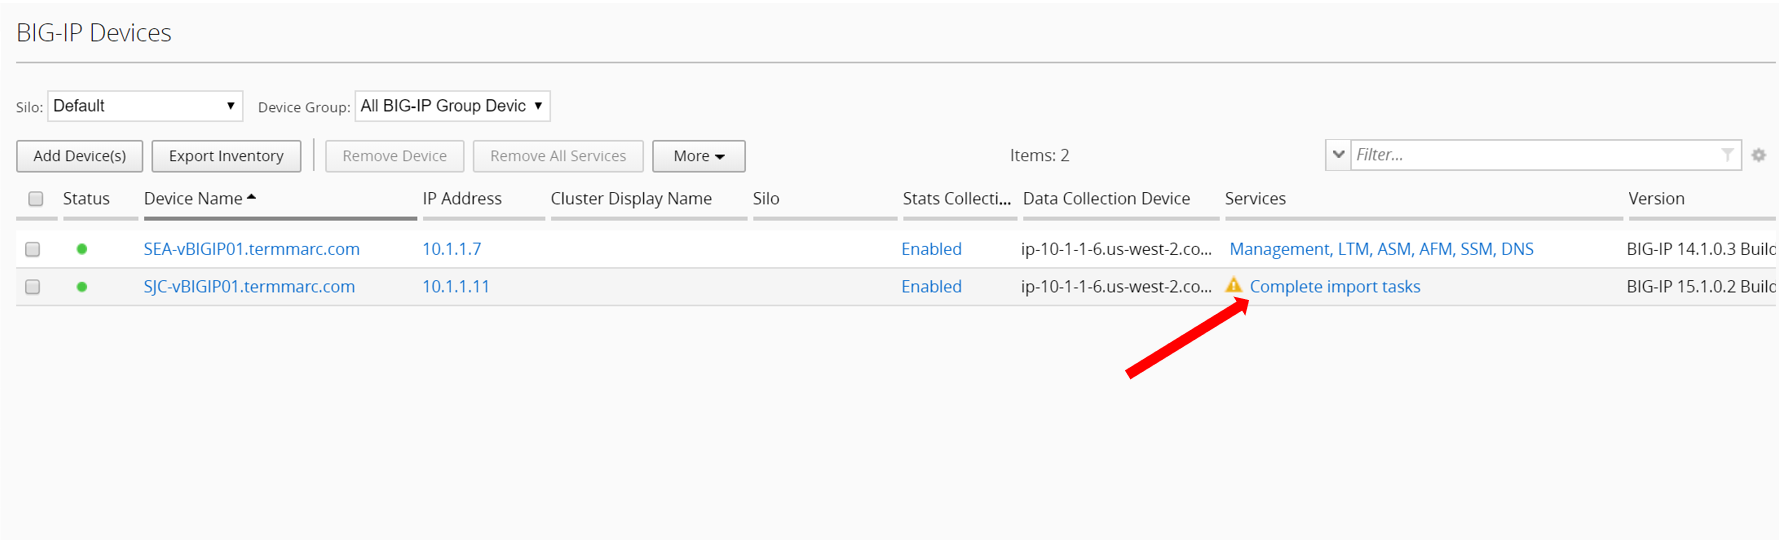 BIG-IP Devices
Silo: Default Device Group: All BIG-IP Group Devic
Add Device(s) Export Inventory Remove Device Remove All Services More Items: 2 Filter...
Status Device Name IP Address Cluster Display Name Silo Stats Collecti... Data Collection Device Services Version
SEA-vBIGIP01.termmarc.com 10.1.1.7 Enabled ip-10-1-1-6.us-west-2.co... Management, LTM, ASM, AFM, SSM, DNS BIG-IP 14.1.0.3 Build
SJC-vBIGIP01.termmarc.com 10.1.1.11 Enabled ip-10-1-1-6.us-west-2.co... Complete import tasks BIG-IP 15.1.0.2 Build